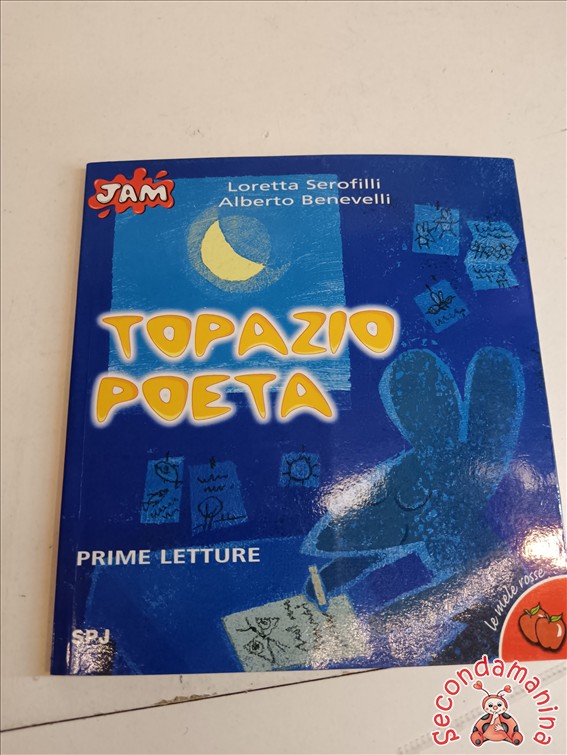 JAM
Loretta Serofilli
Alberto Benevelli
TOPAZIO
POETA
PRIME LETTURE
SPJ
le mele rosse
Secondamanina